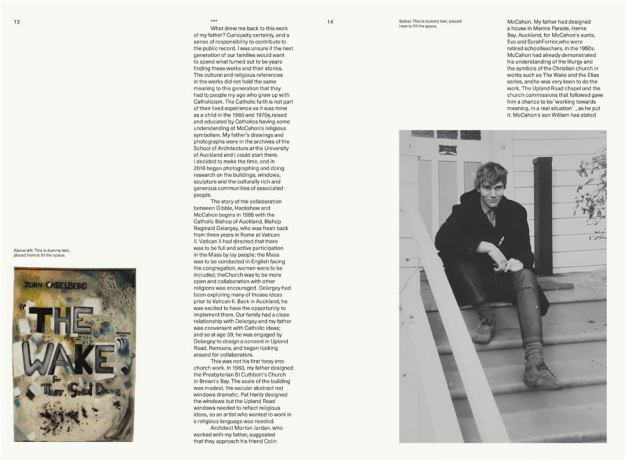 13
***
What drew me back to this work
of my father? Curiousity certainly, and a
sense of responsibility to contribute to
the public record. I was unsure if the next
generation of our families would want
to spend what turned out to be years
finding these works and their stories.
The cultural and religious references
in the works did not hold the same
meaning to this generation that they
had to people my age who grew up with
Catholicism. The Catholic faith is not part
of their lived experience as it was mine
as a child in the 1960 and 1970s,raised
and educated by Catholics having some
understanding of McCahon's religious
symbolism. My father's drawings and
photographs were in the archives of the
School of Architecture at the University
of Auckland and I could start there.
I decided to make the time, and in
2018 began photographing and doing
research on the buildings, windows,
sculpture and the culturally rich and
generous communities of associated
people.
The story of the collaboration
between Dibble, Hackshaw and
McCahon begins in 1965 with the
Catholic Bishop of Auckland, Bishop
Reginald Delargey, who was fresh back
from three years in Rome at Vatican
II. Vatican II had directed that there
was to be full and active participation
in the Mass by lay people; the Mass
was to be conducted in English facing
the congregation, women were to be
included, theChurch was to be more
open and collaboration with other
religions was encouraged. Delargey had
been exploring many of those ideas
prior to Vatican II. Back in Auckland, he
was excited to have the opportunity to
implement them. Our family had a close
relationship with Delargey and my father
was conversant with Catholic ideas;
and so at age 39, he was engaged by
Delargey to design a convent in Upland
Road, Remuera, and began looking
around for collaborators.
This was not his first foray into
church work. In 1963, my father designed
the Presbyterian St Cuthbert's Church
in Brown's Bay. The scale of the building
was modest, the secular abstract red
windows dramatic. Pat Hanly designed
the windows but the Upland Road
windows needed to reflect religious
ideas, so an artist who wanted to work in
a religious language was needed.
Architect Morton Jordan, who
worked with my father, suggested
that they approach his friend Colin
Above left: This is dummy text,
placed here to fill the space.
JOHN CASELBERG
"THE
WAKE"
14
Below: This is dummy text, placed
here to fill the space.
McCahon. My father had designed
a house in Marine Parade, Herne
Bay, Auckland, for McCahon's aunts,
Eva and SarahFerrior,who were
retired schoolteachers, in the 1950s.
McCahon had already demonstrated
his understanding of the liturgy and
the symbols of the Christian church in
works such as The Wake and the Elias
series, andhe was very keen to do the
work. The Upland Road chapel and the
church commissions that followed gave
him a chance to be 'working towards
meaning, in a real situation' , as he put
it. McCahon's son William has stated